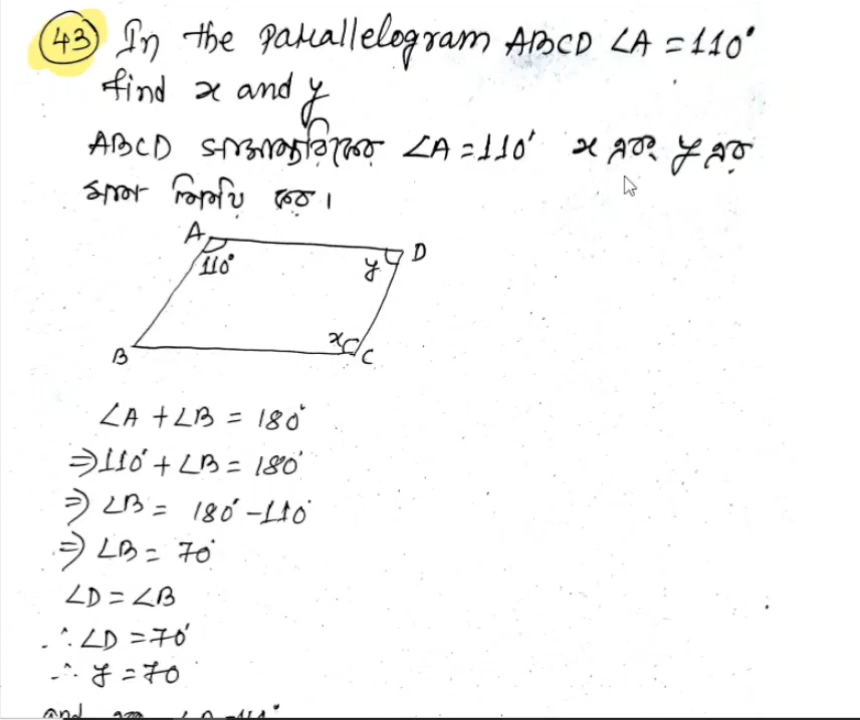 43 In the parallelogram ABCD ∠A = 110°
find x and y
ABCD সামান্তরিকের ∠A = 110° x এবং y এর
মান নির্ণয় কর।
A
D
110°
y
x
B
C
∠A + ∠B = 180°
⇒ 110° + ∠B = 180°
⇒ ∠B = 180° - 110°
⇒ ∠B = 70°
∠D = ∠B
∴ ∠D = 70°
∴ y = 70
and